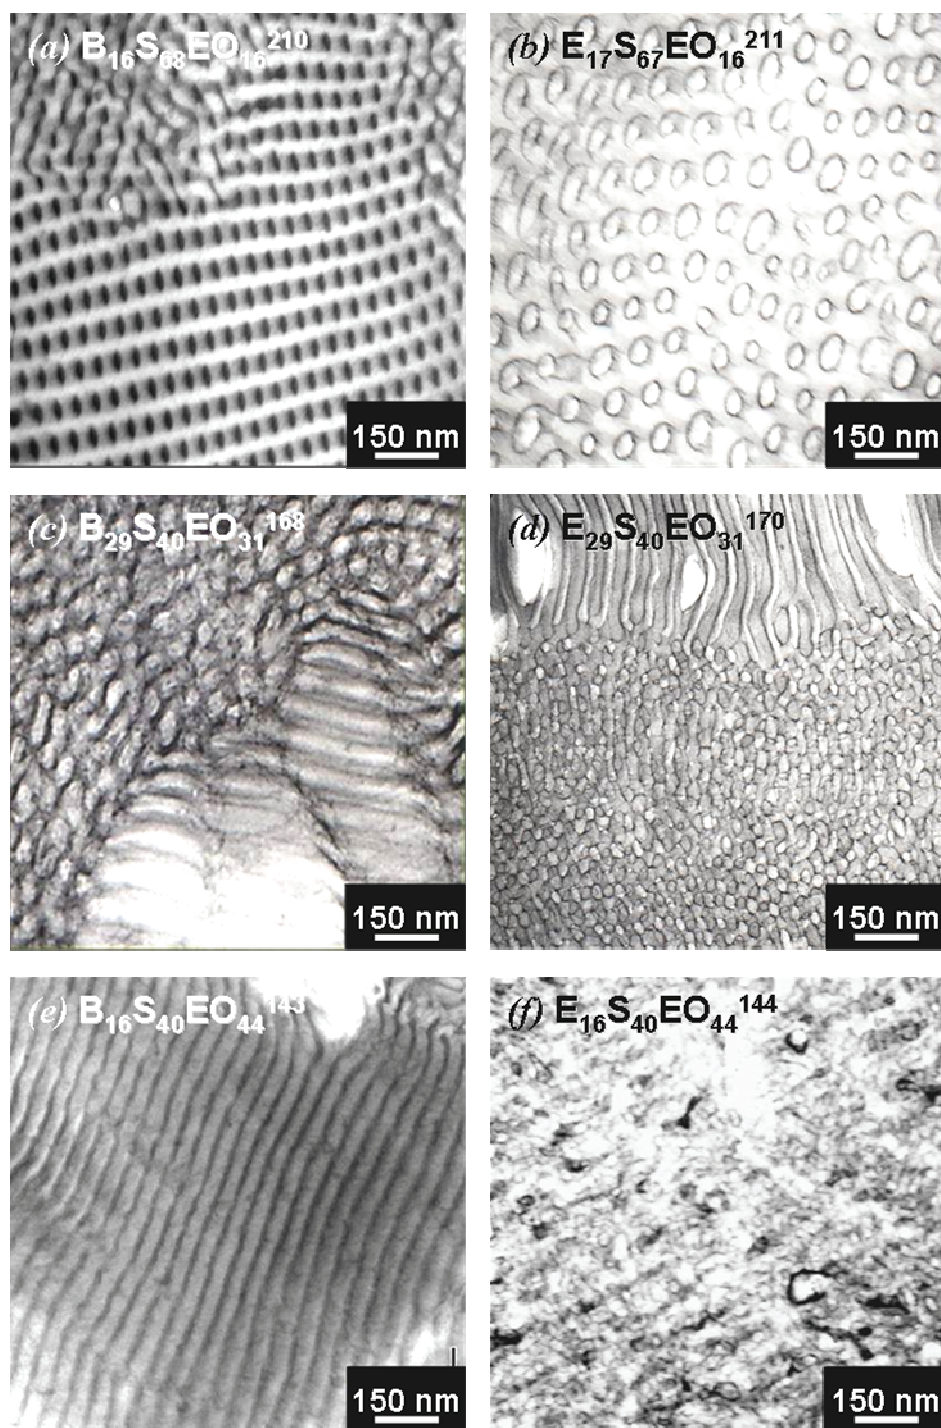 (a) B₁₆S₆₈EO₁₆²¹⁰
(b) E₁₇S₆₇EO₁₆²¹¹
150 nm
150 nm
(c) B₂₉S₄₀EO₃₁¹⁶⁸
(d) E₂₉S₄₀EO₃₁¹⁷⁰
150 nm
150 nm
(e) B₁₆S₄₀EO₄₄¹⁴³
(f) E₁₆S₄₀EO₄₄¹⁴⁴
150 nm
150 nm